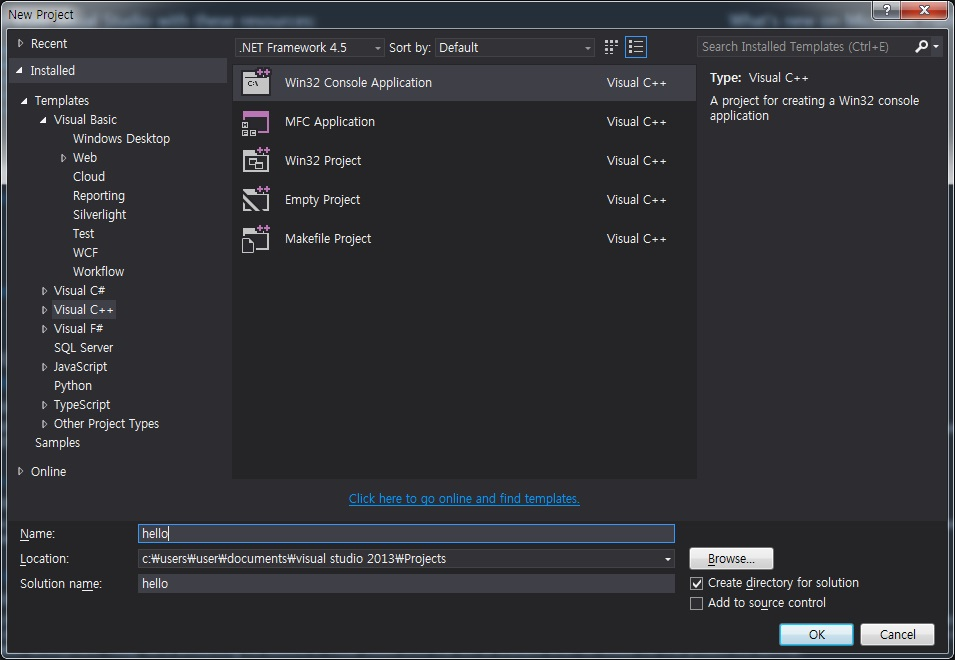 New Project
?
X
Recent
Installed
Templates
Visual Basic
Windows Desktop
Web
Cloud
Reporting
Silverlight
Test
WCF
Workflow
Visual C#
Visual C++
Visual F#
SQL Server
JavaScript
Python
TypeScript
Other Project Types
Samples
Online
.NET Framework 4.5
Sort by: Default
Win32 Console Application Visual C++
MFC Application Visual C++
Win32 Project Visual C++
Empty Project Visual C++
Makefile Project Visual C++
Click here to go online and find templates.
Search Installed Templates (Ctrl+E)
Type: Visual C++
A project for creating a Win32 console
application
Name: hello
Location: c:₩users₩user₩documents₩visual studio 2013₩Projects
Solution name: hello
Browse...
Create directory for solution
Add to source control
OK Cancel